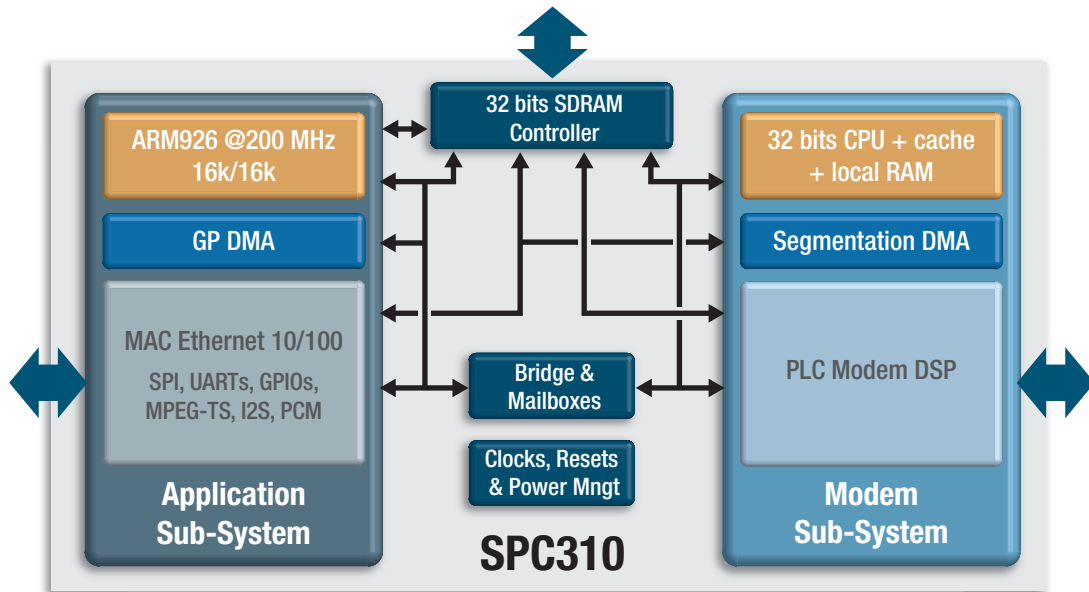 32 bits SDRAM
Controller
ARM926 @200 MHz
16k/16k
GP DMA
MAC Ethernet 10/100
SPI, UARTs, GPIOs,
MPEG-TS, I2S, PCM
Application
Sub-System
Bridge &
Mailboxes
Clocks, Resets
& Power Mngt
SPC310
32 bits CPU + cache
+ local RAM
Segmentation DMA
PLC Modem DSP
Modem
Sub-System